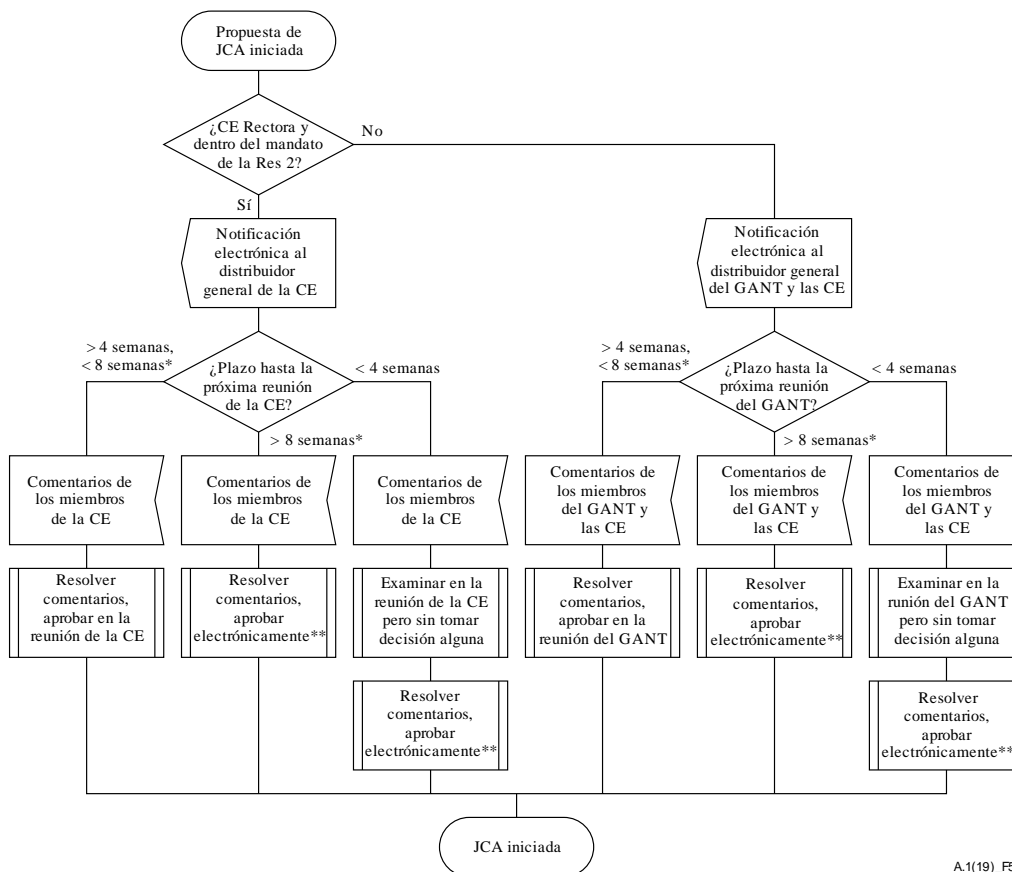 Propuesta de
JCA iniciada
¿CE Rectora y
dentro del mandato
de la Res 2?
No
Sí
Notificación
electrónica al
distribuidor
general de la CE
Notificación
electrónica al
distribuidor general
del GANT y las CE
> 4 semanas,
< 8 semanas*
¿Plazo hasta la
próxima reunión
de la CE?
< 4 semanas
> 8 semanas*
> 4 semanas,
< 8 semanas*
¿Plazo hasta la
próxima reunión
del GANT?
< 4 semanas
> 8 semanas*
Comentarios de
los miembros
de la CE
Comentarios de
los miembros
de la CE
Comentarios de
los miembros
de la CE
Comentarios de
los miembros
del GANT y
las CE
Comentarios de
los miembros
del GANT y
las CE
Comentarios de
los miembros
del GANT y
las CE
Resolver
comentarios,
aprobar en la
reunión de la CE
Resolver
comentarios,
aprobar
electrónicamente**
Examinar en la
reunión de la CE
pero sin tomar
decisión alguna
Resolver
comentarios,
aprobar en la
reunión del GANT
Resolver
comentarios,
aprobar
electrónicamente**
Examinar en la
runión del GANT
pero sin tomar
decisión alguna
Resolver
comentarios,
aprobar
electrónicamente**
Resolver
comentarios,
aprobar
electrónicamente**
JCA iniciada
A.1(19)_F5